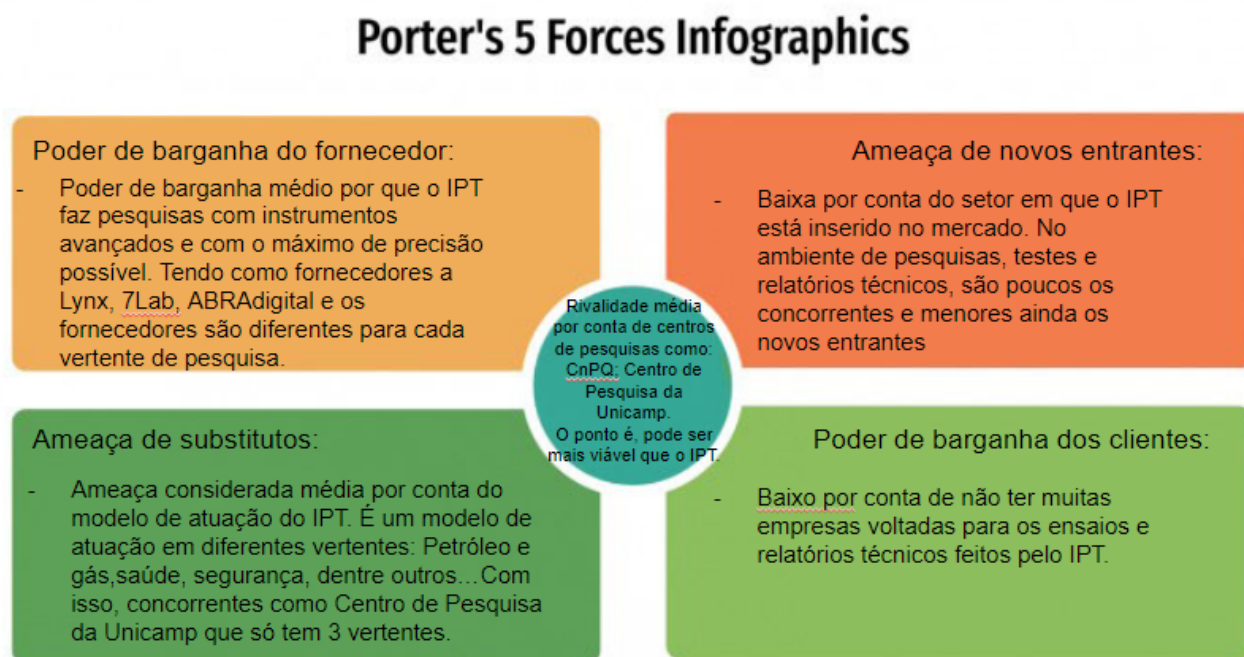 Porter's 5 Forces Infographics
Poder de barganha do fornecedor:
- Poder de barganha médio por que o IPT
faz pesquisas com instrumentos
avançados e com o máximo de precisão
possível. Tendo como fornecedores a
Lynx, 7Lab, ABRAdigital e os
fornecedores são diferentes para cada
vertente de pesquisa.
Ameaça de novos entrantes:
- Baixa por conta do setor em que o IPT
está inserido no mercado. No
ambiente de pesquisas, testes e
relatórios técnicos, são poucos os
concorrentes e menores ainda os
novos entrantes
Rivalidade média
por conta de centros
de pesquisas como:
CnPQ; Centro de
Pesquisa da
Unicamp.
O ponto é, pode ser
mais viável que o IPT.
Ameaça de substitutos:
- Ameaça considerada média por conta do
modelo de atuação do IPT. É um modelo de
atuação em diferentes vertentes: Petróleo e
gás,saúde, segurança, dentre outros...Com
isso, concorrentes como Centro de Pesquisa
da Unicamp que só tem 3 vertentes.
Poder de barganha dos clientes:
- Baixo por conta de não ter muitas
empresas voltadas para os ensaios e
relatórios técnicos feitos pelo IPT.